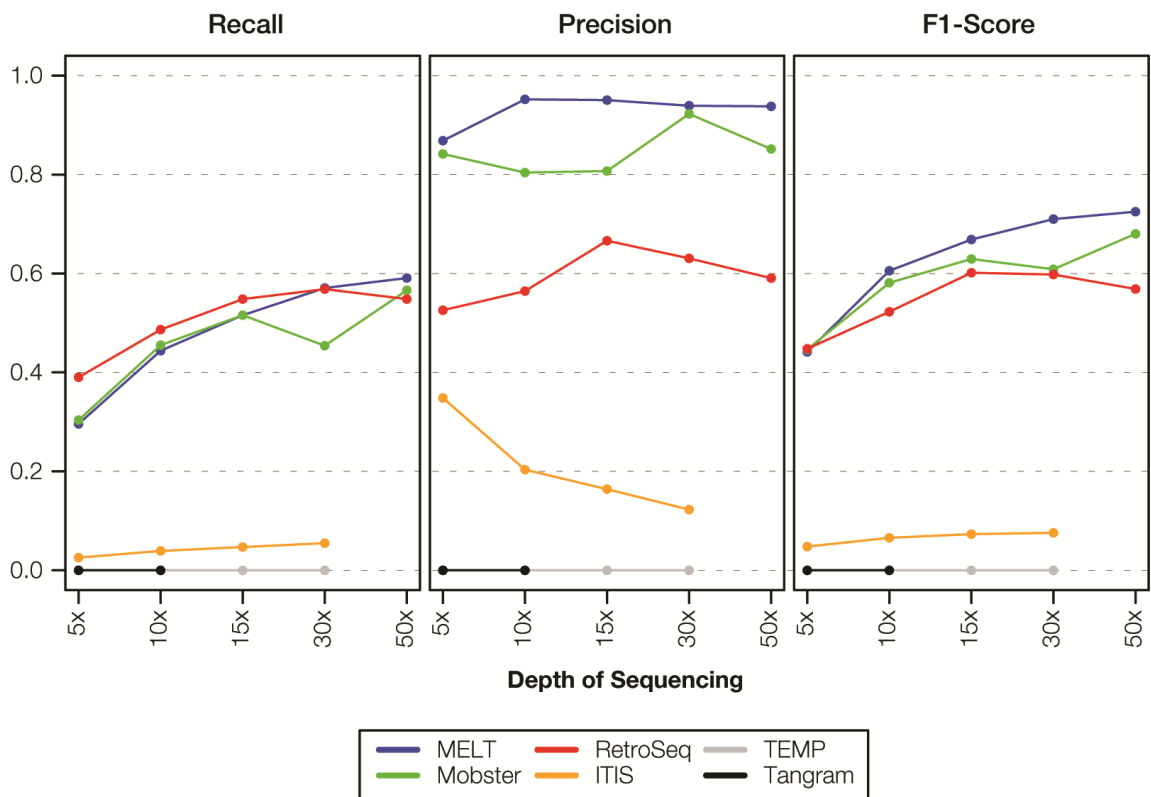 Recall Precision F1-Score
1.0
0.8
0.6
0.4
0.2
0.0
5x 10x 15x 30x 50x 5x 10x 15x 30x 50x 5x 10x 15x 30x 50x
Depth of Sequencing
MELT RetroSeq TEMP
Mobster ITIS Tangram